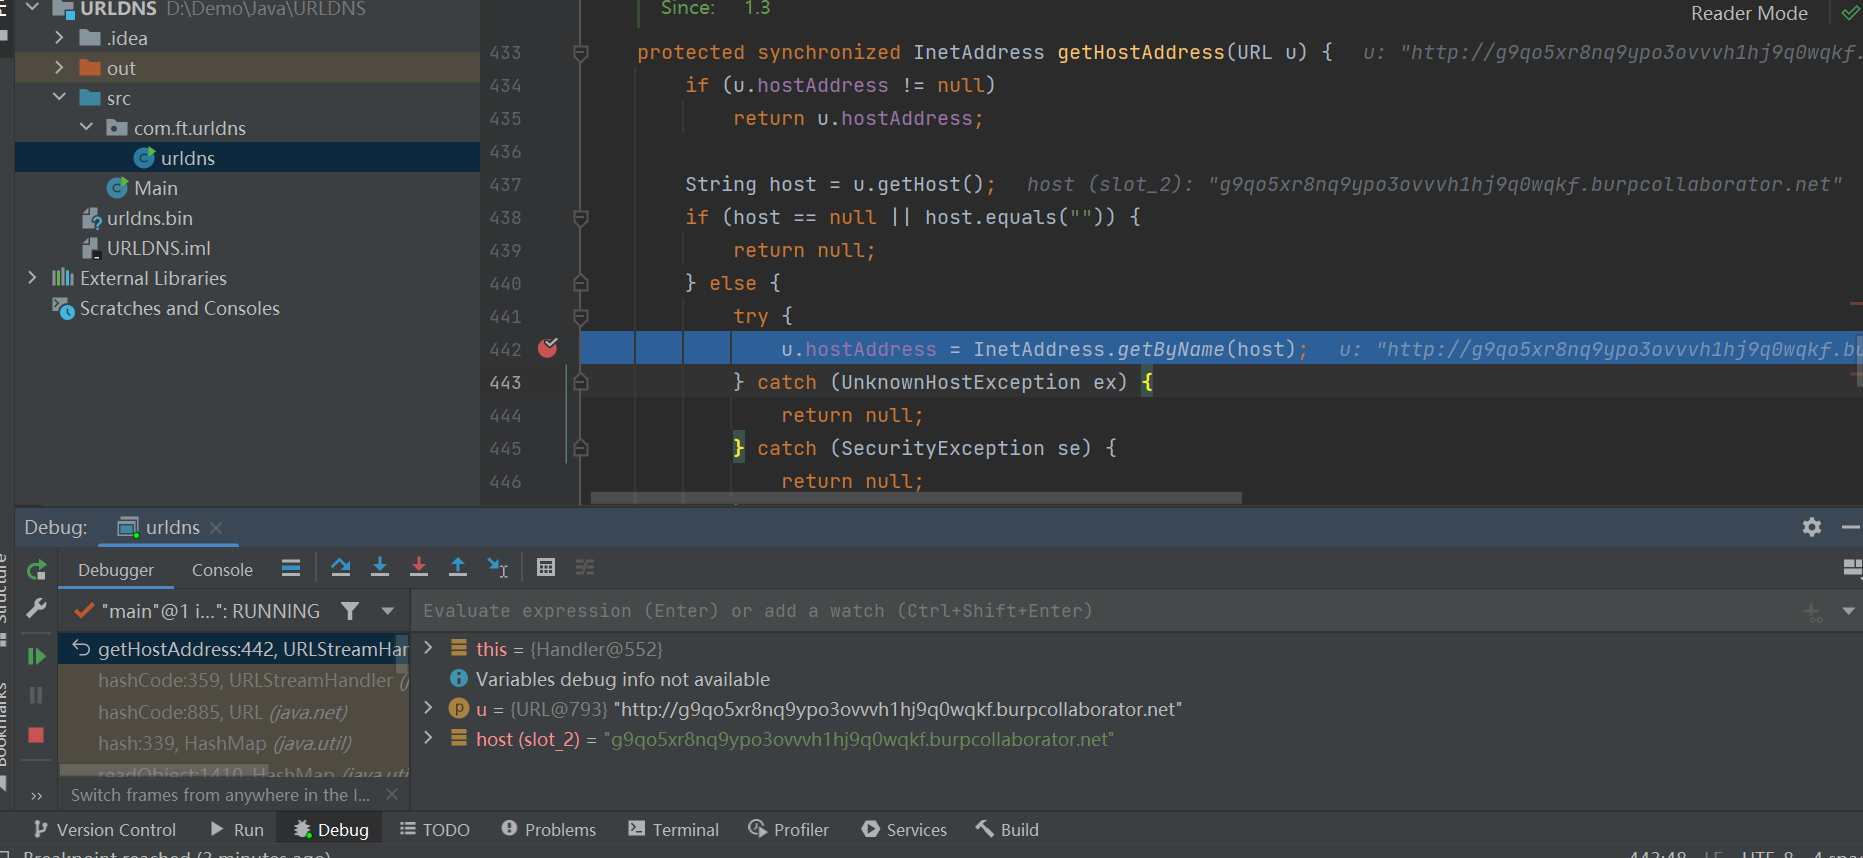 URLDNS D:\Demo\Java\URLDNS
.idea
out
src
com.ft.urldns
urldns
Main
urldns.bin
URLDNS.iml
External Libraries
Scratches and Consoles
Since: 1.3
Reader Mode
433 protected synchronized InetAddress getHostAddress(URL u) { u: "http://g9qo5xr8nq9ypo3ovvvh1hj9q0wqkf.
434 if (u.hostAddress != null)
435 return u.hostAddress;
436
437 String host = u.getHost(); host (slot_2): "g9qo5xr8nq9ypo3ovvvh1hj9q0wqkf.burpcollaborator.net"
438 if (host == null || host.equals("")) {
439 return null;
440 } else {
441 try {
442 u.hostAddress = InetAddress.getByName(host); u: "http://g9qo5xr8nq9ypo3ovvvh1hj9q0wqkf.bu
443 } catch (UnknownHostException ex) {
444 return null;
445 } catch (SecurityException se) {
446 return null;
Debug: urldns
Debugger Console
"main"@1 i...": RUNNING
Evaluate expression (Enter) or add a watch (Ctrl+Shift+Enter)
getHostAddress:442, URLStreamHar
hashCode:359, URLStreamHandler (j
hashCode:885, URL (java.net)
hash:339, HashMap (java.util)
readObject:1410, HashMap (java.uti
Switch frames from anywhere in the I...
this = {Handler@552}
Variables debug info not available
u = {URL@793} "http://g9qo5xr8nq9ypo3ovvvh1hj9q0wqkf.burpcollaborator.net"
host (slot_2) = "g9qo5xr8nq9ypo3ovvvh1hj9q0wqkf.burpcollaborator.net"
Structure
Bookmarks
Version Control Run Debug TODO Problems Terminal Profiler Services Build
Breakpoint reached (3 minutes ago) 443:48 LF UTF-8 4 spac